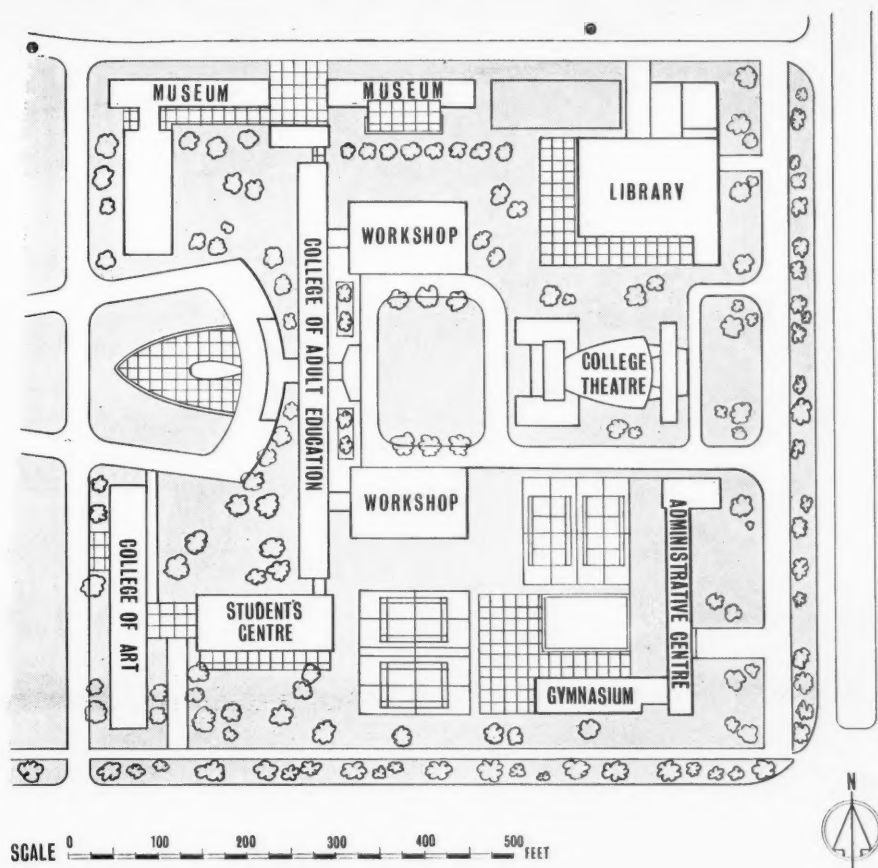 MUSEUM
MUSEUM
LIBRARY
WORKSHOP
COLLEGE OF ADULT EDUCATION
COLLEGE
THEATRE
WORKSHOP
COLLEGE OF ART
STUDENT'S
CENTRE
ADMINISTRATIVE CENTRE
GYMNASIUM
N
SCALE 0 100 200 300 400 500 FEET